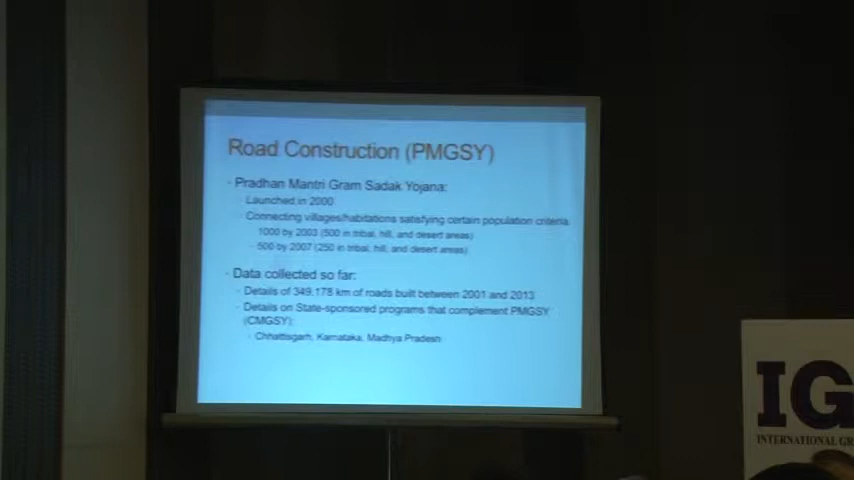 Road Construction (PMGSY)
Pradhan Mantri Gram Sadak Yojana:
Launched in 2000
Connecting villages/habitations satisfying certain population criteria
1000 by 2003 (500 in tribal, hill, and desert areas)
500 by 2007 (250 in tribal, hill, and desert areas)
Data collected so far:
Details of 349,178 km of roads built between 2001 and 2013
Details on State-sponsored programs that complement PMGSY
(CMGSY):
Chhattisgarh, Karnataka, Madhya Pradesh
IG
INTERNATIONAL GR